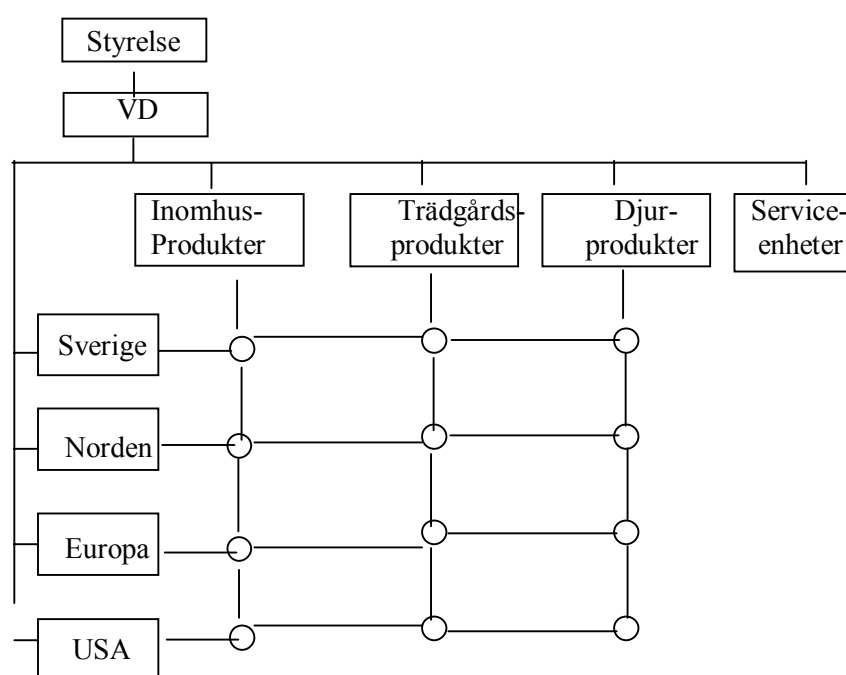 Styrelse
VD
Inomhus-
Produkter
Trädgårds-
produkter
Djur-
produkter
Service-
enheter
Sverige
Norden
Europa
USA